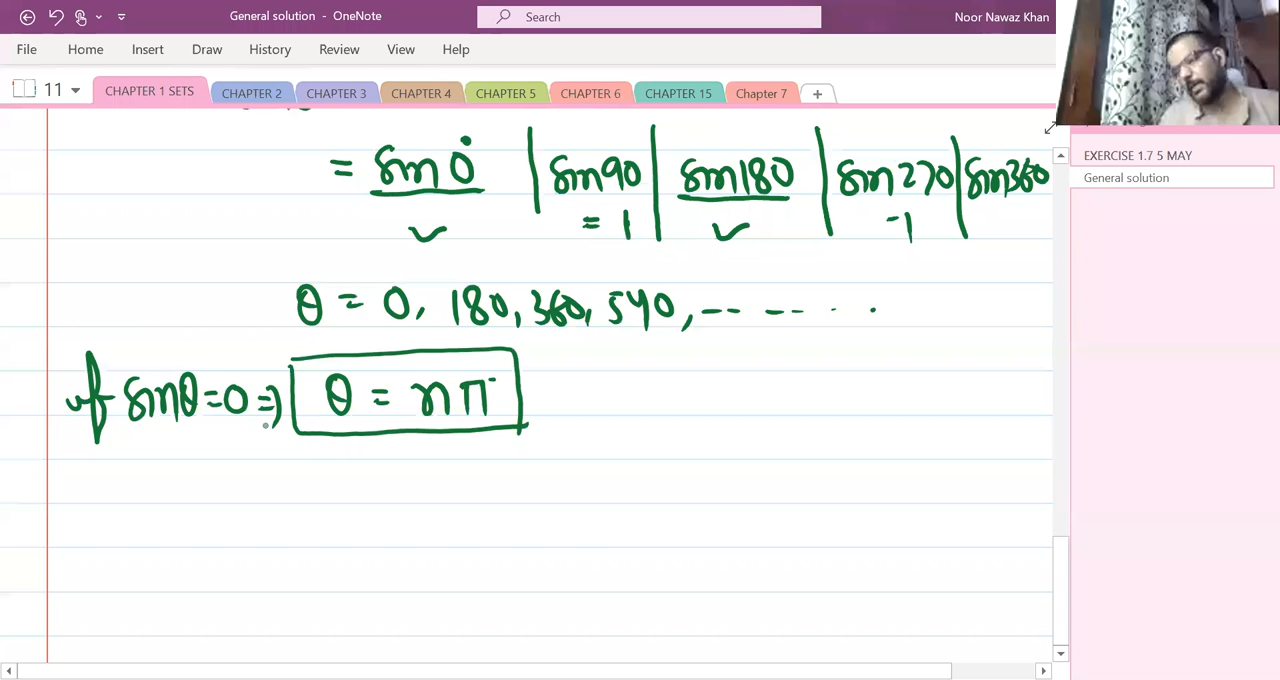 General solution - OneNote
Search
Noor Nawaz Khan
File Home Insert Draw History Review View Help
11 CHAPTER 1 SETS CHAPTER 2 CHAPTER 3 CHAPTER 4 CHAPTER 5 CHAPTER 6 CHAPTER 15 Chapter 7 +
EXERCISE 1.7 5 MAY
General solution
= sin 0° | sin 90 | sin 180 | sin 270 | sin 360
= 1 -1
θ = 0, 180, 360, 540, -- -- . .
if sin θ = 0 ⇒ θ = nπ